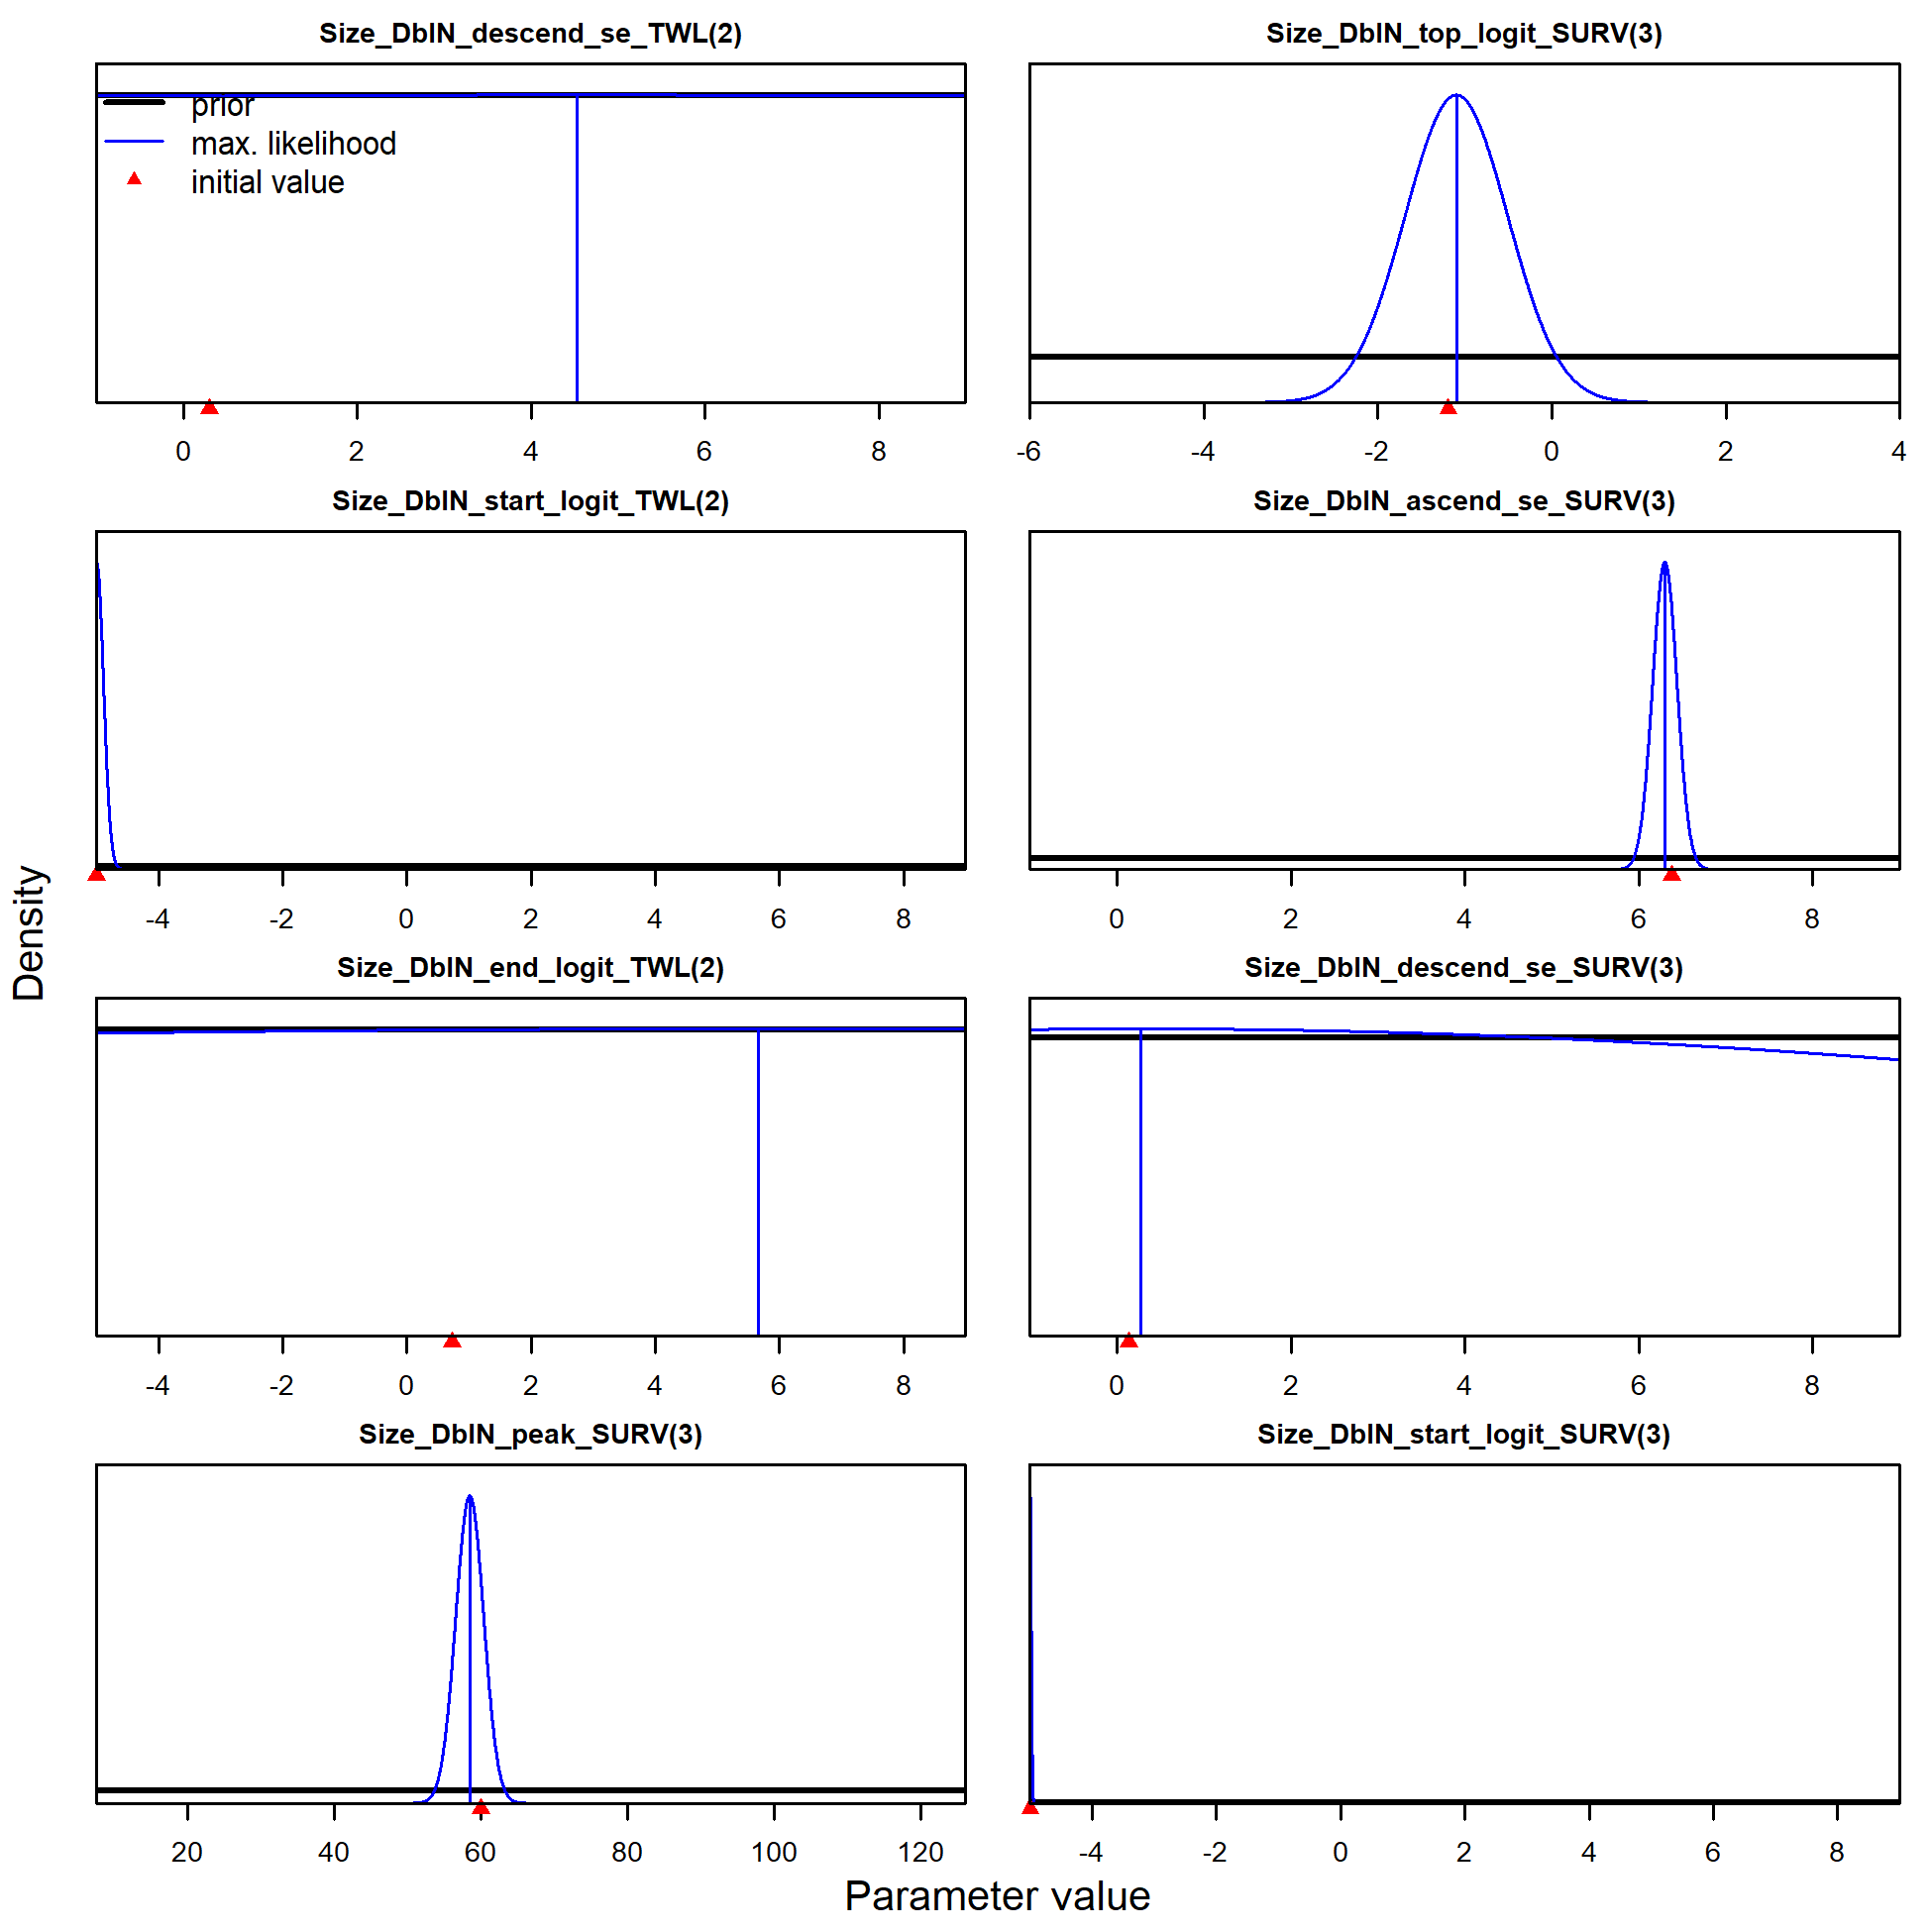 Size_DblN_descend_se_TWL(2)
prior
max. likelihood
initial value
0 2 4 6 8
Size_DblN_top_logit_SURV(3)
-6 -4 -2 0 2 4
Size_DblN_start_logit_TWL(2)
-4 -2 0 2 4 6 8
Size_DblN_ascend_se_SURV(3)
0 2 4 6 8
Size_DblN_end_logit_TWL(2)
-4 -2 0 2 4 6 8
Size_DblN_descend_se_SURV(3)
0 2 4 6 8
Size_DblN_peak_SURV(3)
20 40 60 80 100 120
Size_DblN_start_logit_SURV(3)
-4 -2 0 2 4 6 8
Density
Parameter value